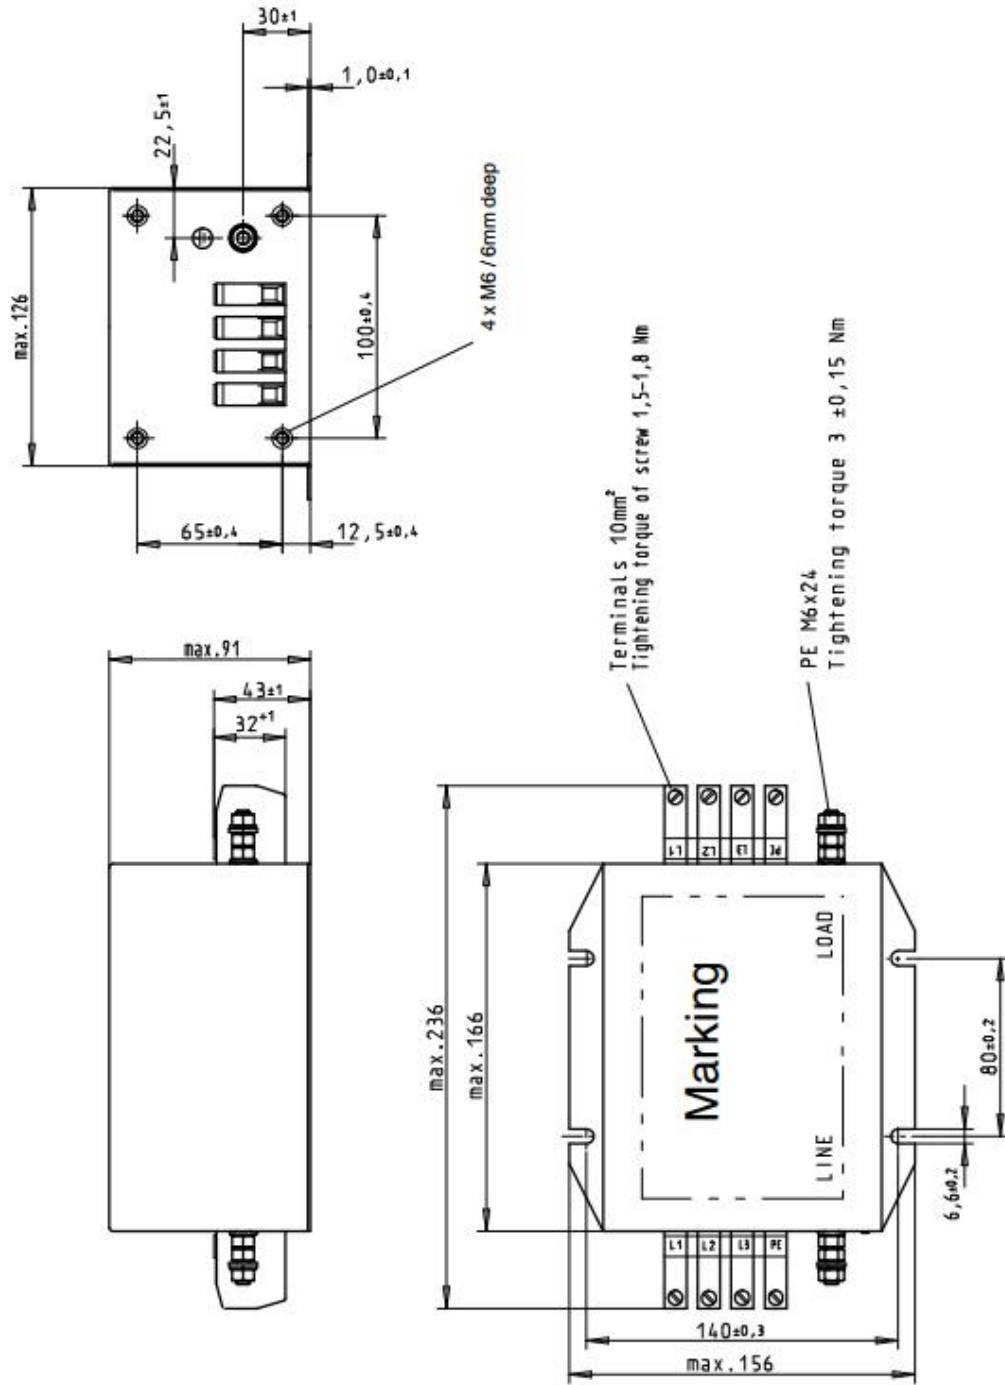 30±1
1,0±0,1
22,5±1
max.126
100±0,4
4 x M6 / 6mm deep
65±0,4
12,5±0,4
max.91
43±1
32+1
Terminals 10mm²
Tightening torque of screw 1,5-1,8 Nm
PE M6x24
Tightening torque 3 ±0,15 Nm
L1 L2 L3 PE
max.236
max.166
Marking
LOAD
LINE
80±0,2
6,6±0,2
L1 L2 L3 PE
140±0,3
max.156